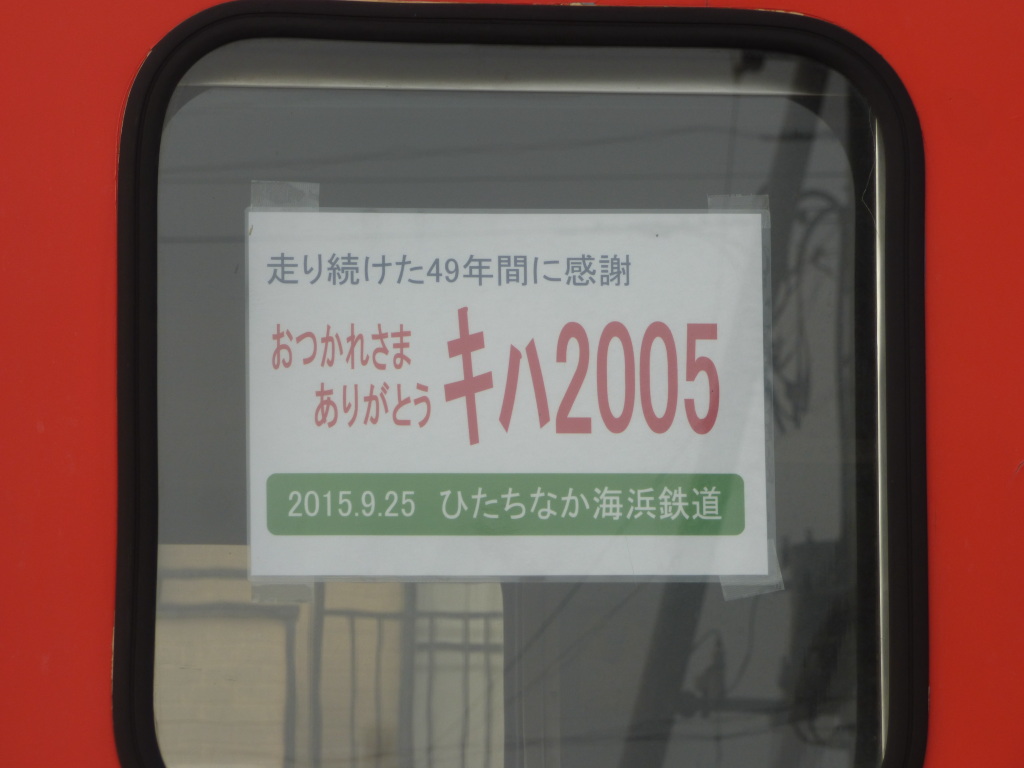 走り続けた49年間に感謝
おつかれさま
ありがとう
キハ2005
2015.9.25 ひたちなか海浜鉄道